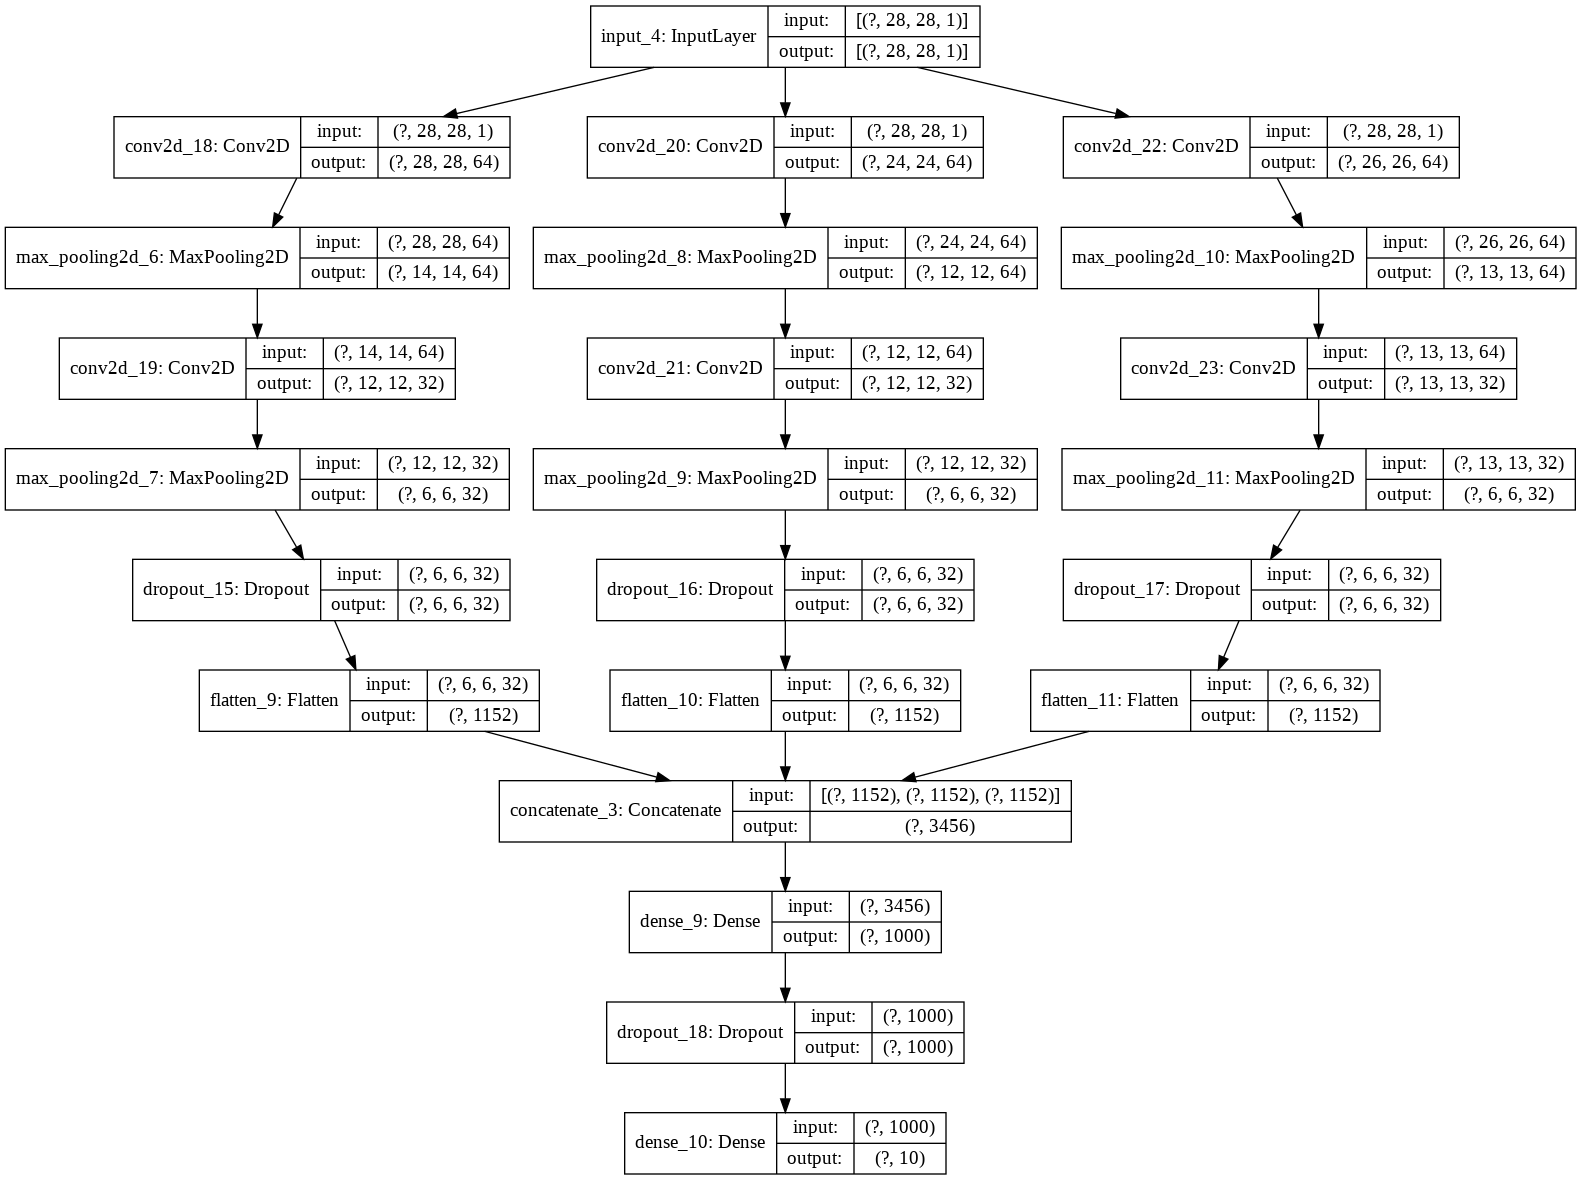 input_4: InputLayer
input: [(?, 28, 28, 1)]
output: [(?, 28, 28, 1)]
conv2d_18: Conv2D
input: (?, 28, 28, 1)
output: (?, 28, 28, 64)
conv2d_20: Conv2D
input: (?, 28, 28, 1)
output: (?, 24, 24, 64)
conv2d_22: Conv2D
input: (?, 28, 28, 1)
output: (?, 26, 26, 64)
max_pooling2d_6: MaxPooling2D
input: (?, 28, 28, 64)
output: (?, 14, 14, 64)
max_pooling2d_8: MaxPooling2D
input: (?, 24, 24, 64)
output: (?, 12, 12, 64)
max_pooling2d_10: MaxPooling2D
input: (?, 26, 26, 64)
output: (?, 13, 13, 64)
conv2d_19: Conv2D
input: (?, 14, 14, 64)
output: (?, 12, 12, 32)
conv2d_21: Conv2D
input: (?, 12, 12, 64)
output: (?, 12, 12, 32)
conv2d_23: Conv2D
input: (?, 13, 13, 64)
output: (?, 13, 13, 32)
max_pooling2d_7: MaxPooling2D
input: (?, 12, 12, 32)
output: (?, 6, 6, 32)
max_pooling2d_9: MaxPooling2D
input: (?, 12, 12, 32)
output: (?, 6, 6, 32)
max_pooling2d_11: MaxPooling2D
input: (?, 13, 13, 32)
output: (?, 6, 6, 32)
dropout_15: Dropout
input: (?, 6, 6, 32)
output: (?, 6, 6, 32)
dropout_16: Dropout
input: (?, 6, 6, 32)
output: (?, 6, 6, 32)
dropout_17: Dropout
input: (?, 6, 6, 32)
output: (?, 6, 6, 32)
flatten_9: Flatten
input: (?, 6, 6, 32)
output: (?, 1152)
flatten_10: Flatten
input: (?, 6, 6, 32)
output: (?, 1152)
flatten_11: Flatten
input: (?, 6, 6, 32)
output: (?, 1152)
concatenate_3: Concatenate
input: [(?, 1152), (?, 1152), (?, 1152)]
output: (?, 3456)
dense_9: Dense
input: (?, 3456)
output: (?, 1000)
dropout_18: Dropout
input: (?, 1000)
output: (?, 1000)
dense_10: Dense
input: (?, 1000)
output: (?, 10)